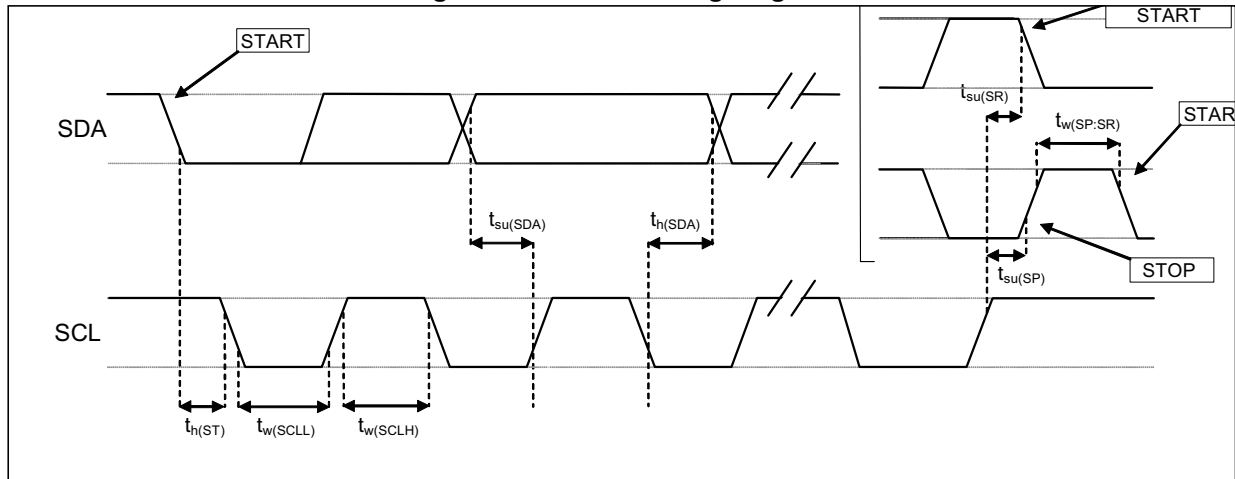 START
START
SDA
t_su(SR)
t_w(SP:SR)
STAR
t_su(SDA)
t_h(SDA)
t_su(SP)
STOP
SCL
t_h(ST)
t_w(SCLL)
t_w(SCLH)